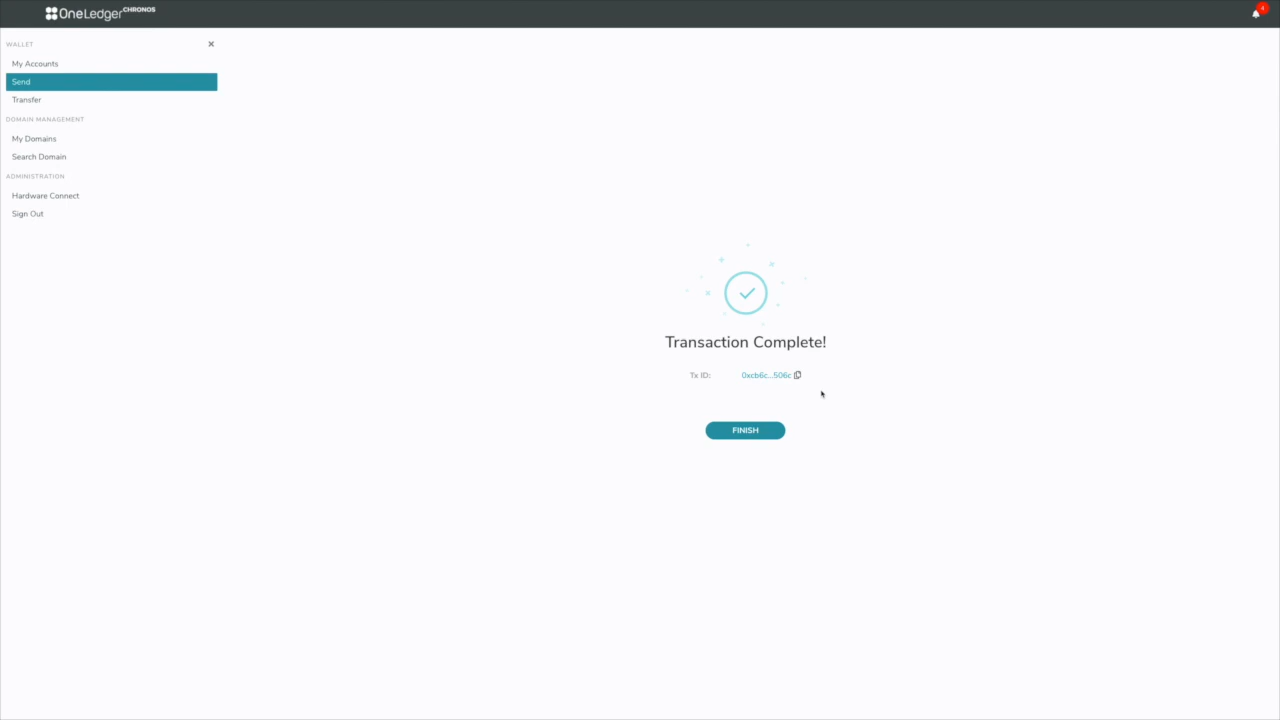 OneLedger CHRONOS
4
WALLET
My Accounts
Send
Transfer
DOMAIN MANAGEMENT
My Domains
Search Domain
ADMINISTRATION
Hardware Connect
Sign Out
Transaction Complete!
Tx ID: 0xcb6c...506c
FINISH